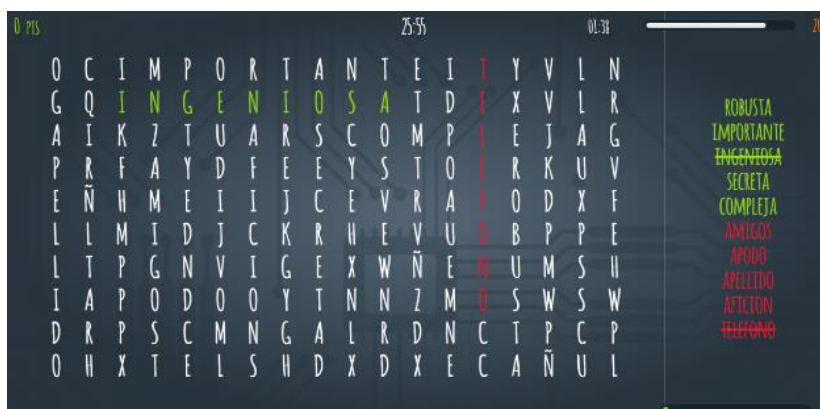 0 PTS 25:55 01:38
O C I M P O R T A N T E I T Y V L N
G Q I N G E N I O S A T D E X V L R
A I K Z T U A R S C O M P L E J A G
P R F A Y D F E E Y S T O E R K U V
E Ñ H M E I I J C E V R A F O D X F
L L M I D J C K R H E V U O B P P E
L T P G N V I G E X W Ñ E N U M S H
I A P O D O O Y T N N Z M O S W S W
D R P S C M N G A L R D N C T P C P
O H X T E L S H D X D X E C A Ñ U L
ROBUSTA
IMPORTANTE
INGENIOSA
SECRETA
COMPLEJA
AMIGOS
APODO
APELLIDO
AFICION
TELEFONO